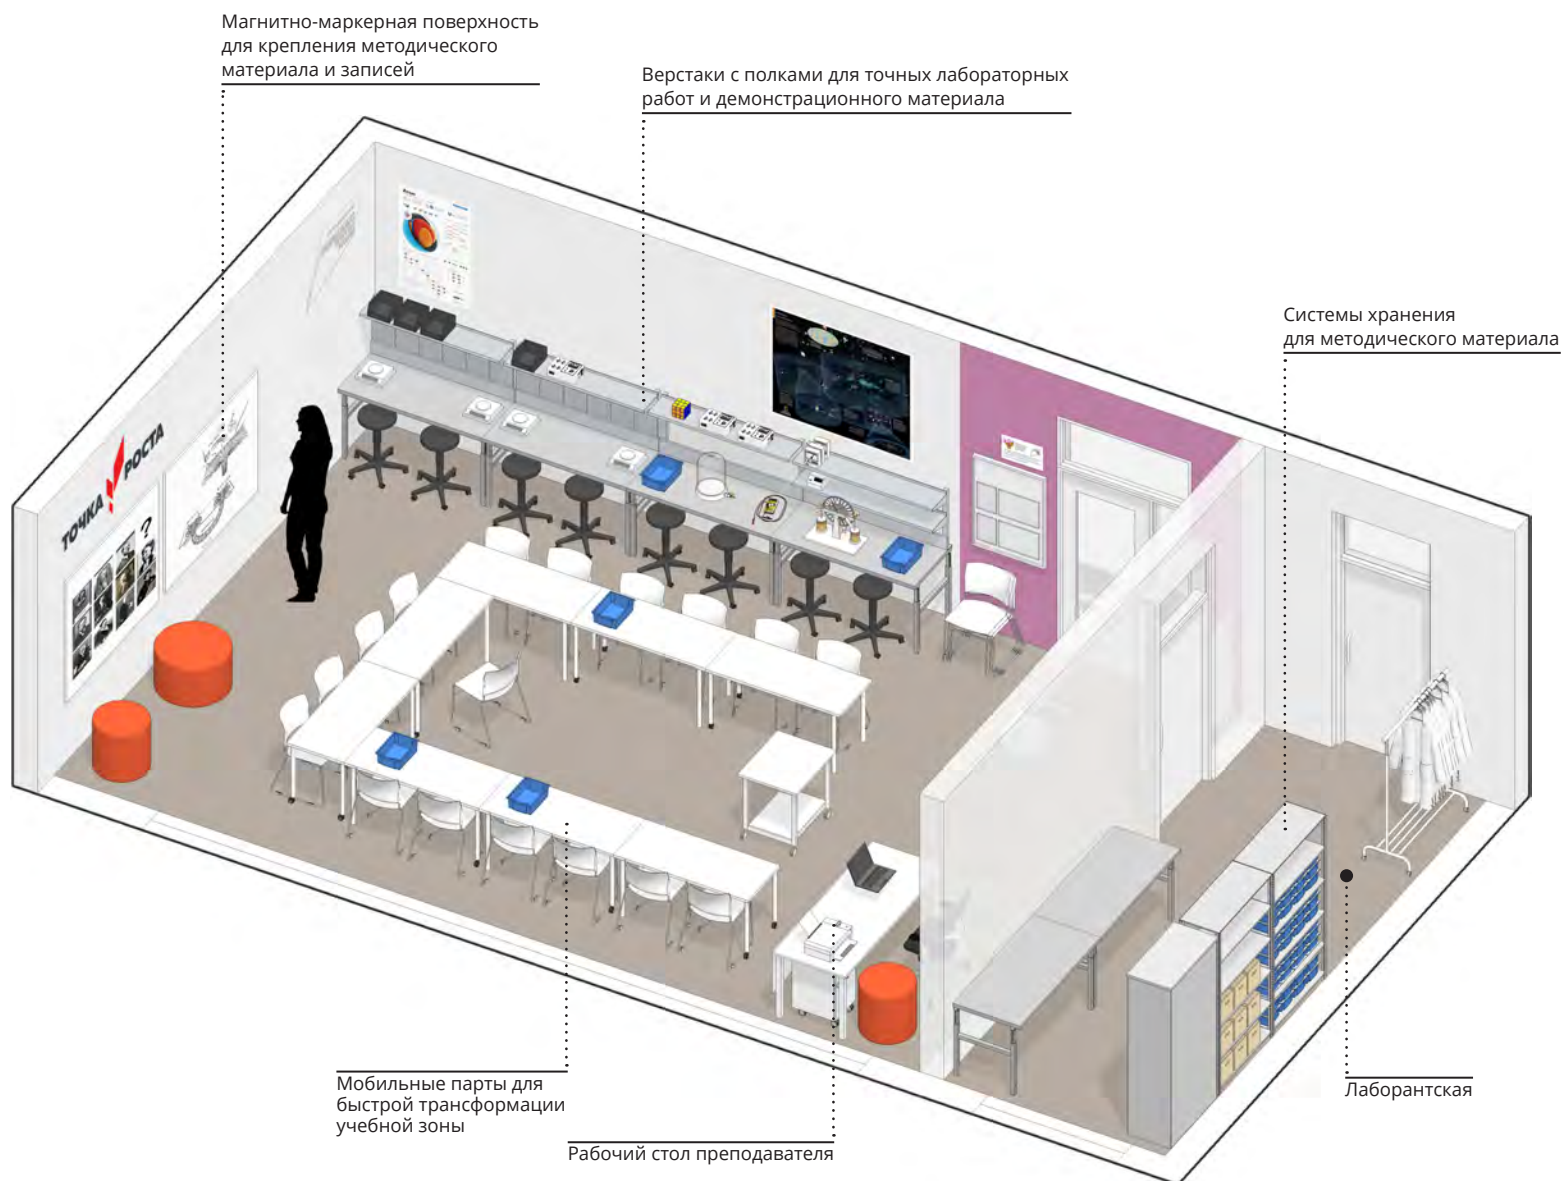 Магнитно-маркерная поверхность
для крепления методического
материала и записей
Верстаки с полками для точных лабораторных
работ и демонстрационного материала
Системы хранения
для методического материала
ТОЧКА РОСТА
?
Мобильные парты для
быстрой трансформации
учебной зоны
Рабочий стол преподавателя
Лаборантская